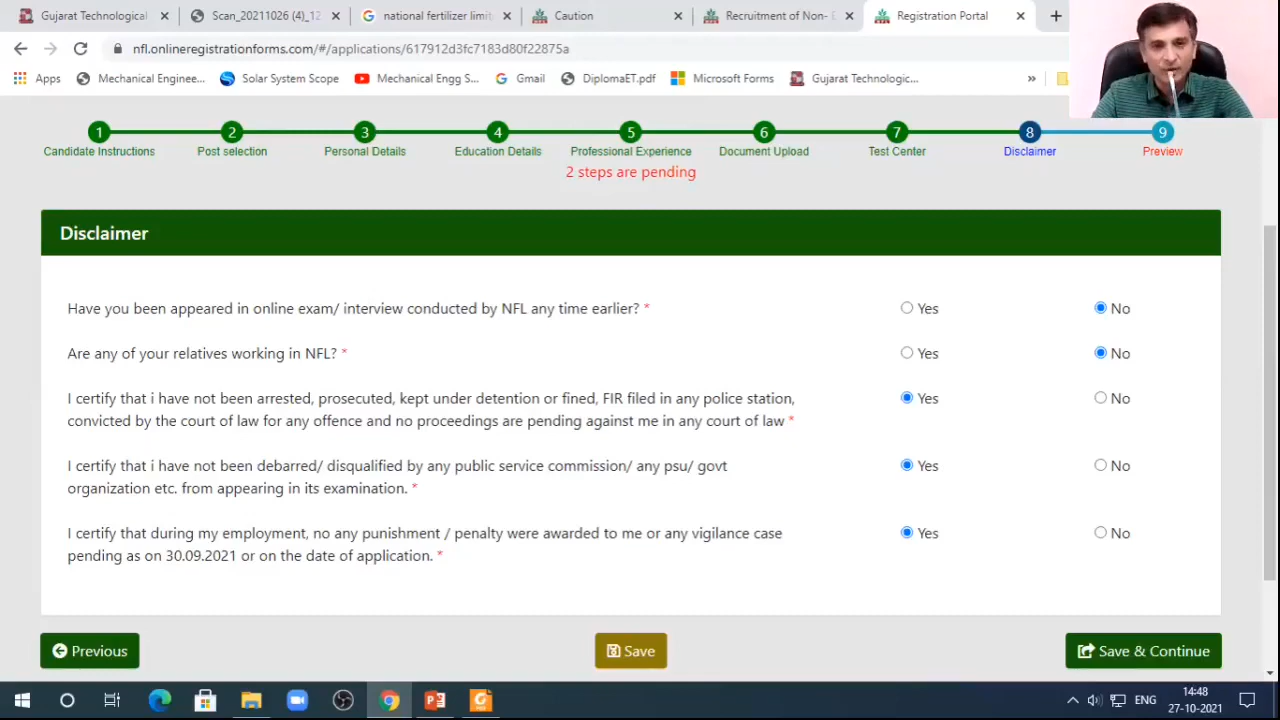 Gujarat Technological
Scan_20211026 (4)_12
national fertilizer limit
Caution
Recruitment of Non- E
Registration Portal
nfl.onlineregistrationforms.com/#/applications/617912d3fc7183d80f22875a
Apps
Mechanical Enginee...
Solar System Scope
Mechanical Engg S...
Gmail
DiplomaET.pdf
Microsoft Forms
Gujarat Technologic...
»
1 2 3 4 5 6 7 8 9
Candidate Instructions
Post selection
Personal Details
Education Details
Professional Experience
Document Upload
Test Center
Disclaimer
Preview
2 steps are pending
Disclaimer
Have you been appeared in online exam/ interview conducted by NFL any time earlier? * Yes No
Are any of your relatives working in NFL? * Yes No
I certify that i have not been arrested, prosecuted, kept under detention or fined, FIR filed in any police station, Yes No
convicted by the court of law for any offence and no proceedings are pending against me in any court of law *
I certify that i have not been debarred/ disqualified by any public service commission/ any psu/ govt Yes No
organization etc. from appearing in its examination. *
I certify that during my employment, no any punishment / penalty were awarded to me or any vigilance case Yes No
pending as on 30.09.2021 or on the date of application. *
Previous
Save
Save & Continue
ENG
14:48
27-10-2021